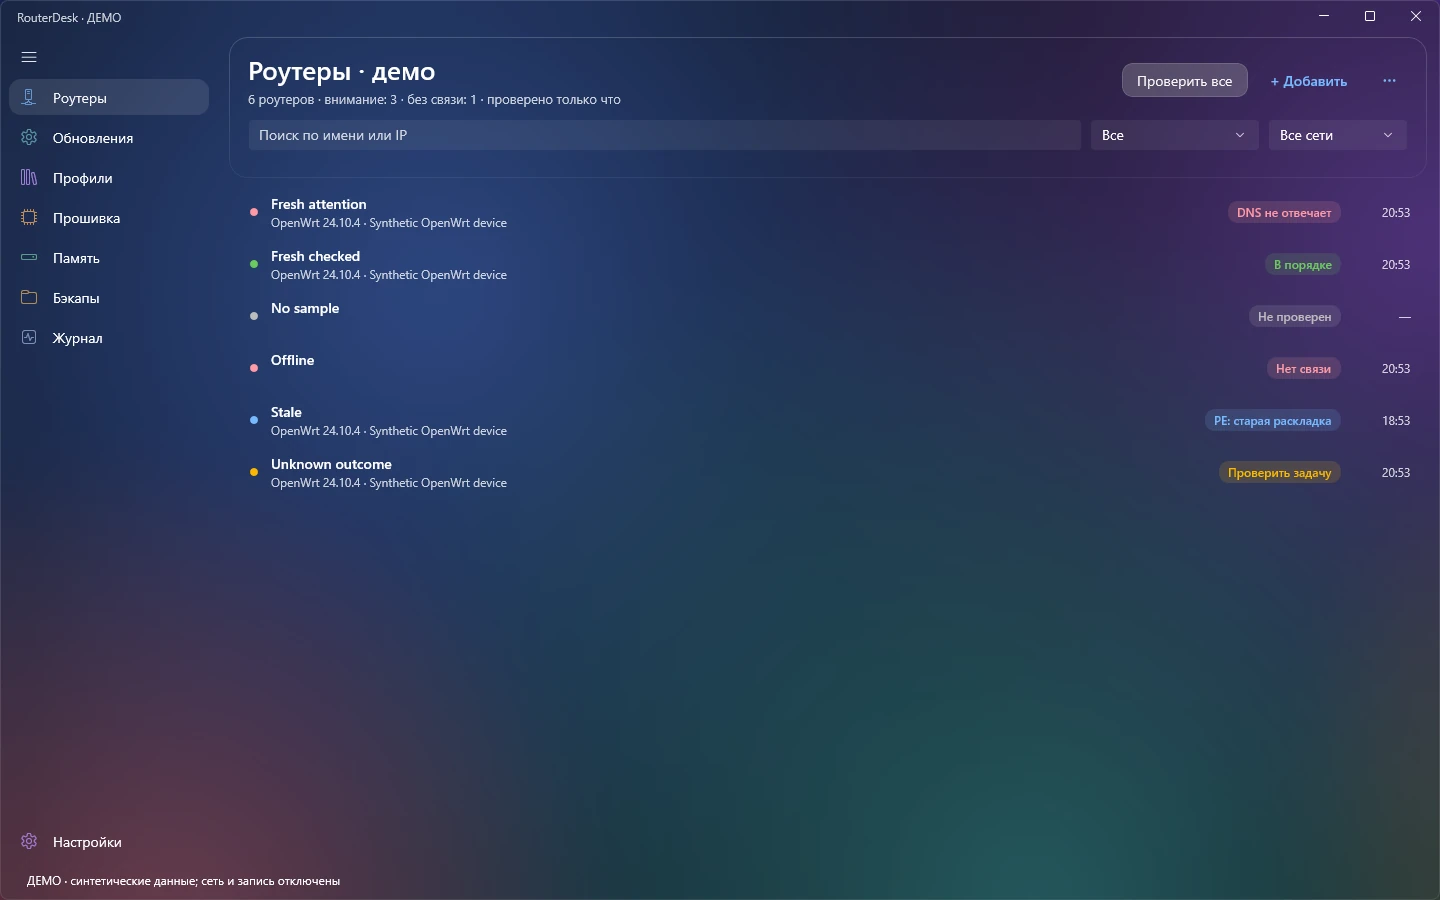 RouterDesk · ДЕМО
Роутеры
Обновления
Профили
Прошивка
Память
Бэкапы
Журнал
Настройки
ДЕМО · синтетические данные; сеть и запись отключены
Роутеры · демо
6 роутеров · внимание: 3 · без связи: 1 · проверено только что
Проверить все
+ Добавить
Поиск по имени или IP
Все
Все сети
Fresh attention
OpenWrt 24.10.4 · Synthetic OpenWrt device
DNS не отвечает
20:53
Fresh checked
OpenWrt 24.10.4 · Synthetic OpenWrt device
В порядке
20:53
No sample
Не проверен
—
Offline
Нет связи
20:53
Stale
OpenWrt 24.10.4 · Synthetic OpenWrt device
PE: старая раскладка
18:53
Unknown outcome
OpenWrt 24.10.4 · Synthetic OpenWrt device
Проверить задачу
20:53